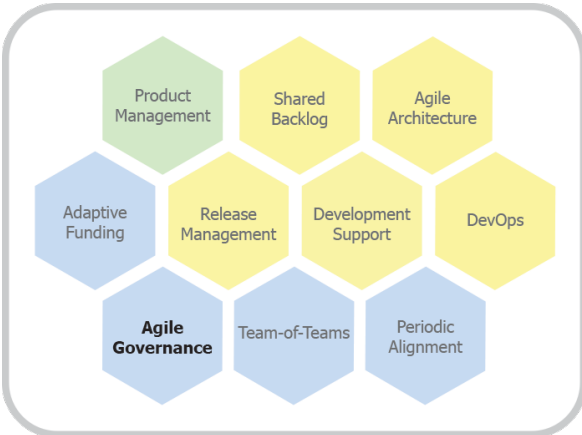 Product
Management
Shared
Backlog
Agile
Architecture
Adaptive
Funding
Release
Management
Development
Support
DevOps
Agile
Governance
Team-of-Teams
Periodic
Alignment